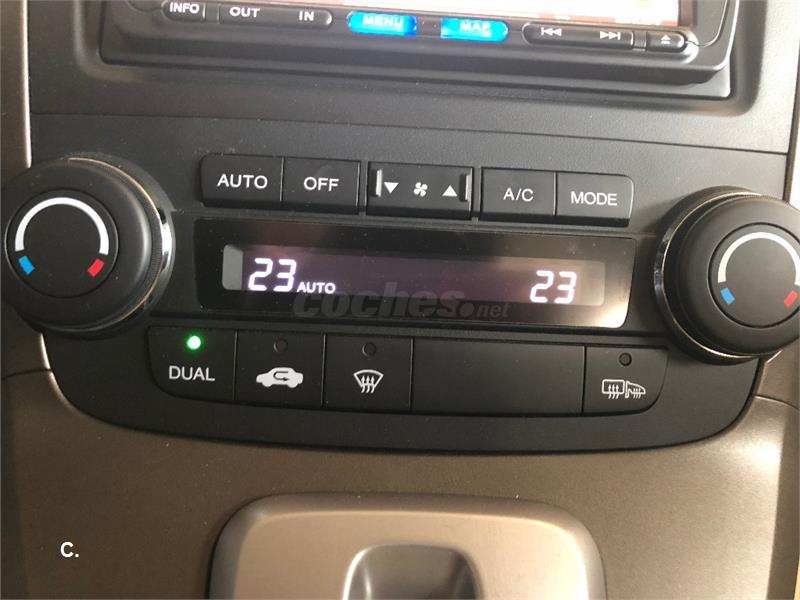 INFO OUT IN MENU MAP
AUTO OFF A/C MODE
23 AUTO 23
coches.net
DUAL
C.